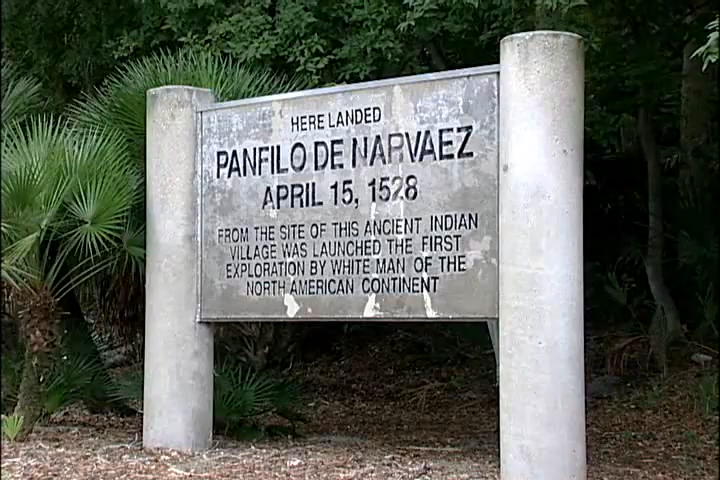 HERE LANDED
PANFILO DE NARVAEZ
APRIL 15, 1528
FROM THE SITE OF THIS ANCIENT INDIAN
VILLAGE WAS LAUNCHED THE FIRST
EXPLORATION BY WHITE MAN OF THE
NORTH AMERICAN CONTINENT